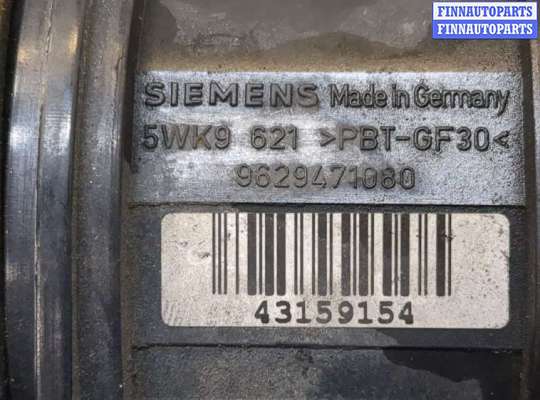 FINNAUTOPARTS
FINNAUTOPARTS
SIEMENS Made in Germany
5WK9 621 >PBT-GF30<
9629471080
43159154